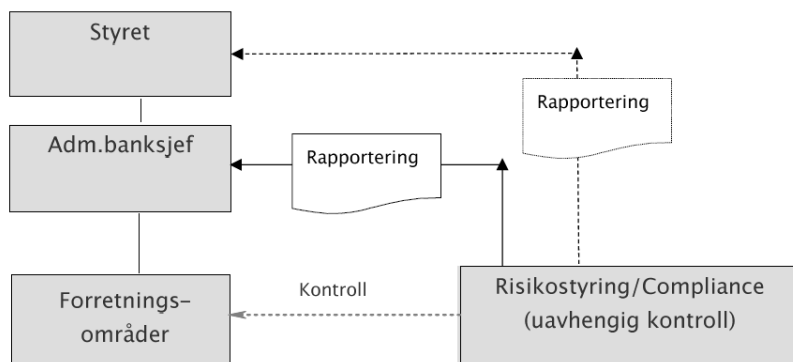 Styret
Rapportering
Adm.banksjef
Rapportering
Forretnings-
områder
Kontroll
Risikostyring/Compliance
(uavhengig kontroll)